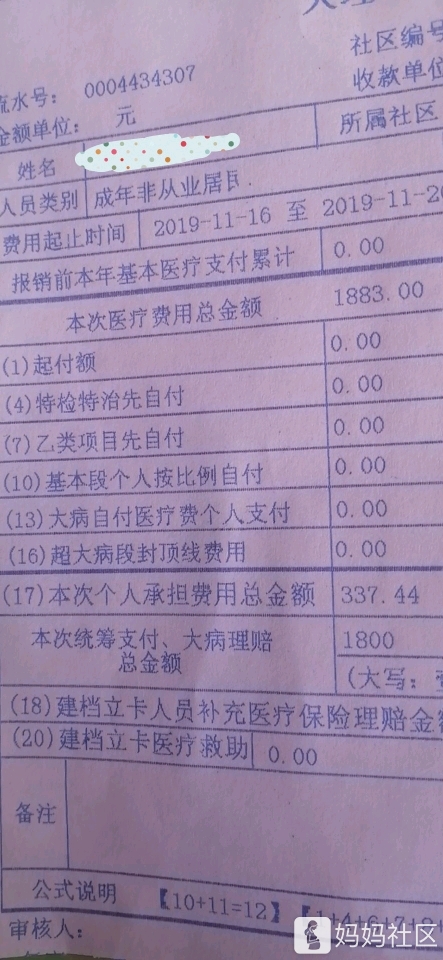 流水号: 0004434307
社区编号
金额单位: 元
收款单位
姓名
所属社区
人员类别 成年非从业居民
费用起止时间 2019-11-16 至 2019-11-20
报销前本年基本医疗支付累计 0.00
本次医疗费用总金额 1883.00
(1)起付额 0.00
(4)特检特治先自付 0.00
(7)乙类项目先自付 0.00
(10)基本段个人按比例自付 0.00
(13)大病自付医疗费个人支付 0.00
(16)超大病段封顶线费用 0.00
(17)本次个人承担费用总金额 337.44
本次统筹支付、大病理赔
总金额
1800
(大写:
(18)建档立卡人员补充医疗保险理赔金额
(20)建档立卡医疗救助 0.00
备注
公式说明 【10+11=12】【1+4+6+7+
审核人:
妈妈社区